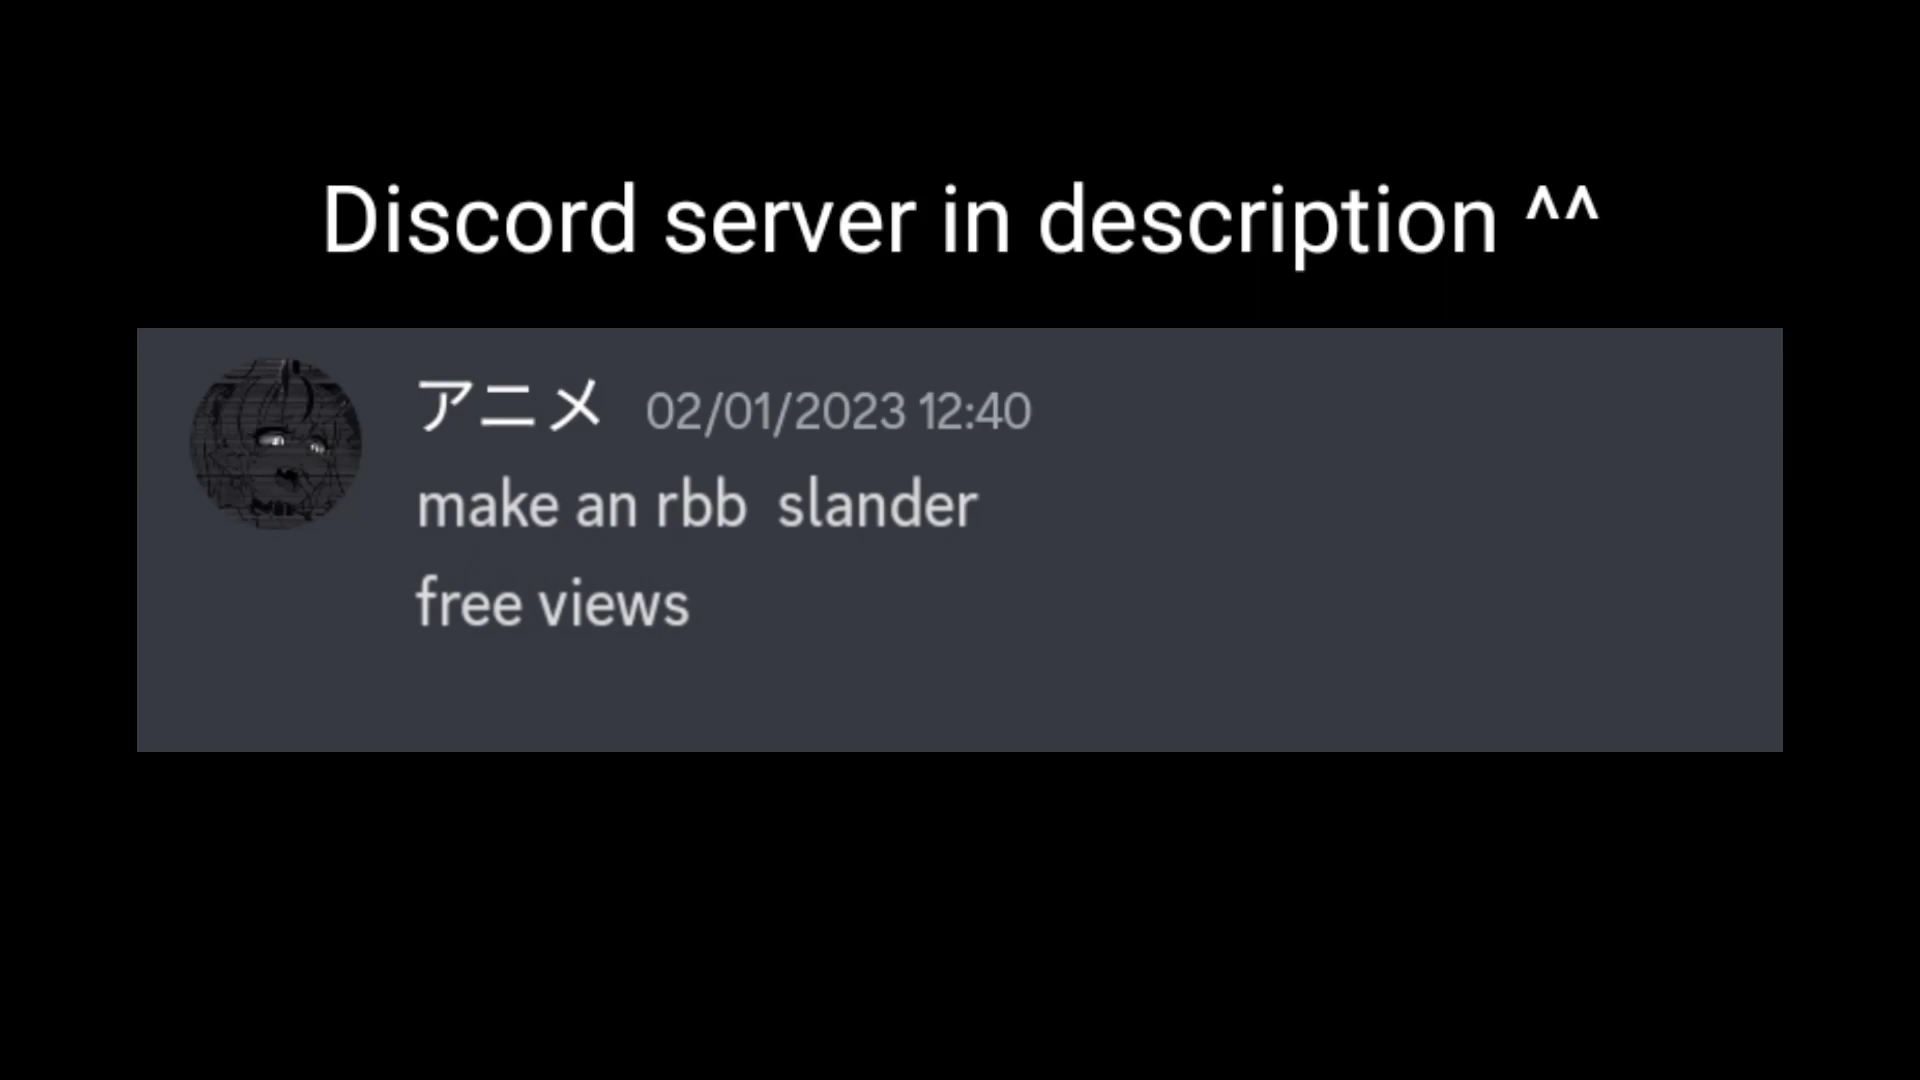 Discord server in description ^^
アニメ 02/01/2023 12:40
make an rbb  slander
free views